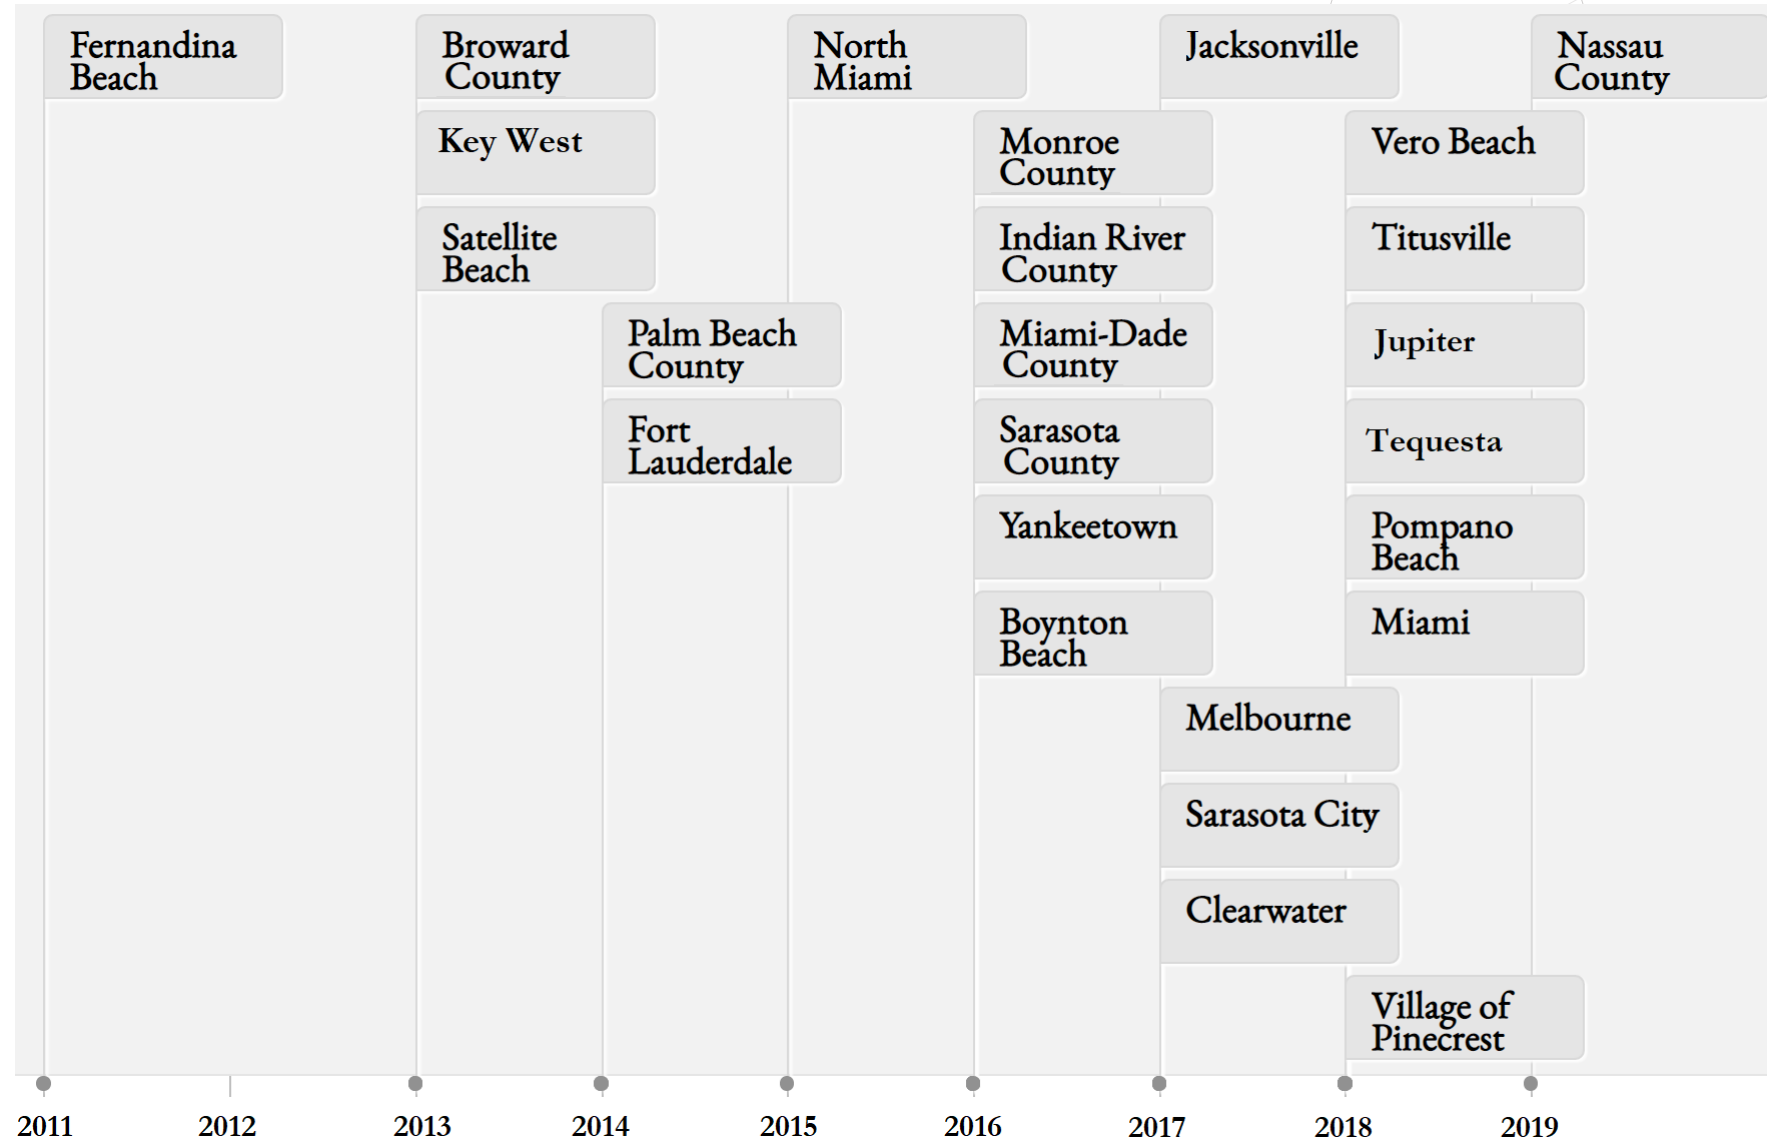 Fernandina
Beach
Broward
County
North
Miami
Jacksonville
Nassau
County
Key West
Monroe
County
Vero Beach
Satellite
Beach
Indian River
County
Titusville
Palm Beach
County
Miami-Dade
County
Jupiter
Fort
Lauderdale
Sarasota
County
Tequesta
Yankeetown
Pompano
Beach
Boynton
Beach
Miami
Melbourne
Sarasota City
Clearwater
Village of
Pinecrest
2011 2012 2013 2014 2015 2016 2017 2018 2019